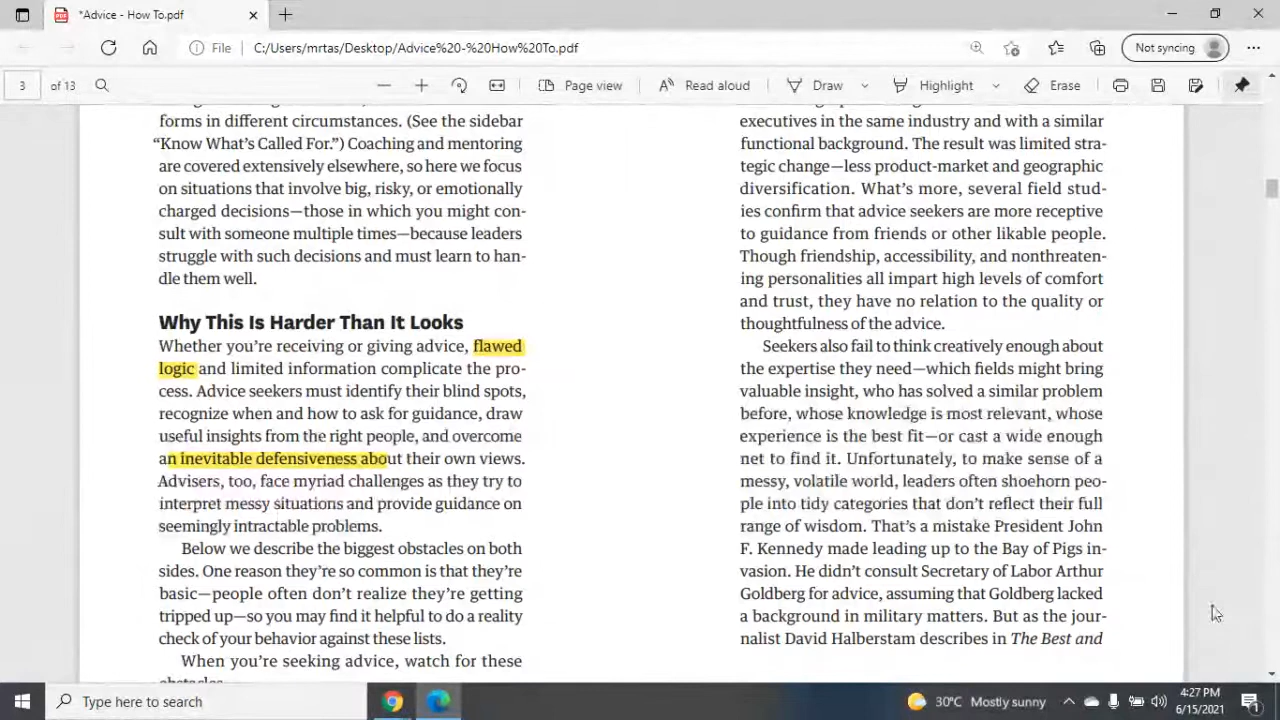 *Advice - How To.pdf
File
C:/Users/mrtas/Desktop/Advice%20-%20How%20To.pdf
Not syncing
3
of 13
Page view
Read aloud
Draw
Highlight
Erase
forms in different circumstances. (See the sidebar
“Know What’s Called For.”) Coaching and mentoring
are covered extensively elsewhere, so here we focus
on situations that involve big, risky, or emotionally
charged decisions—those in which you might con-
sult with someone multiple times—because leaders
struggle with such decisions and must learn to han-
dle them well.
Why This Is Harder Than It Looks
Whether you’re receiving or giving advice, flawed
logic and limited information complicate the pro-
cess. Advice seekers must identify their blind spots,
recognize when and how to ask for guidance, draw
useful insights from the right people, and overcome
an inevitable defensiveness about their own views.
Advisers, too, face myriad challenges as they try to
interpret messy situations and provide guidance on
seemingly intractable problems.
Below we describe the biggest obstacles on both
sides. One reason they’re so common is that they’re
basic—people often don’t realize they’re getting
tripped up—so you may find it helpful to do a reality
check of your behavior against these lists.
When you’re seeking advice, watch for these
obstacles
executives in the same industry and with a similar
functional background. The result was limited stra-
tegic change—less product-market and geographic
diversification. What’s more, several field stud-
ies confirm that advice seekers are more receptive
to guidance from friends or other likable people.
Though friendship, accessibility, and nonthreaten-
ing personalities all impart high levels of comfort
and trust, they have no relation to the quality or
thoughtfulness of the advice.
Seekers also fail to think creatively enough about
the expertise they need—which fields might bring
valuable insight, who has solved a similar problem
before, whose knowledge is most relevant, whose
experience is the best fit—or cast a wide enough
net to find it. Unfortunately, to make sense of a
messy, volatile world, leaders often shoehorn peo-
ple into tidy categories that don’t reflect their full
range of wisdom. That’s a mistake President John
F. Kennedy made leading up to the Bay of Pigs in-
vasion. He didn’t consult Secretary of Labor Arthur
Goldberg for advice, assuming that Goldberg lacked
a background in military matters. But as the jour-
nalist David Halberstam describes in The Best and
Type here to search
30°C Mostly sunny
4:27 PM
6/15/2021
1